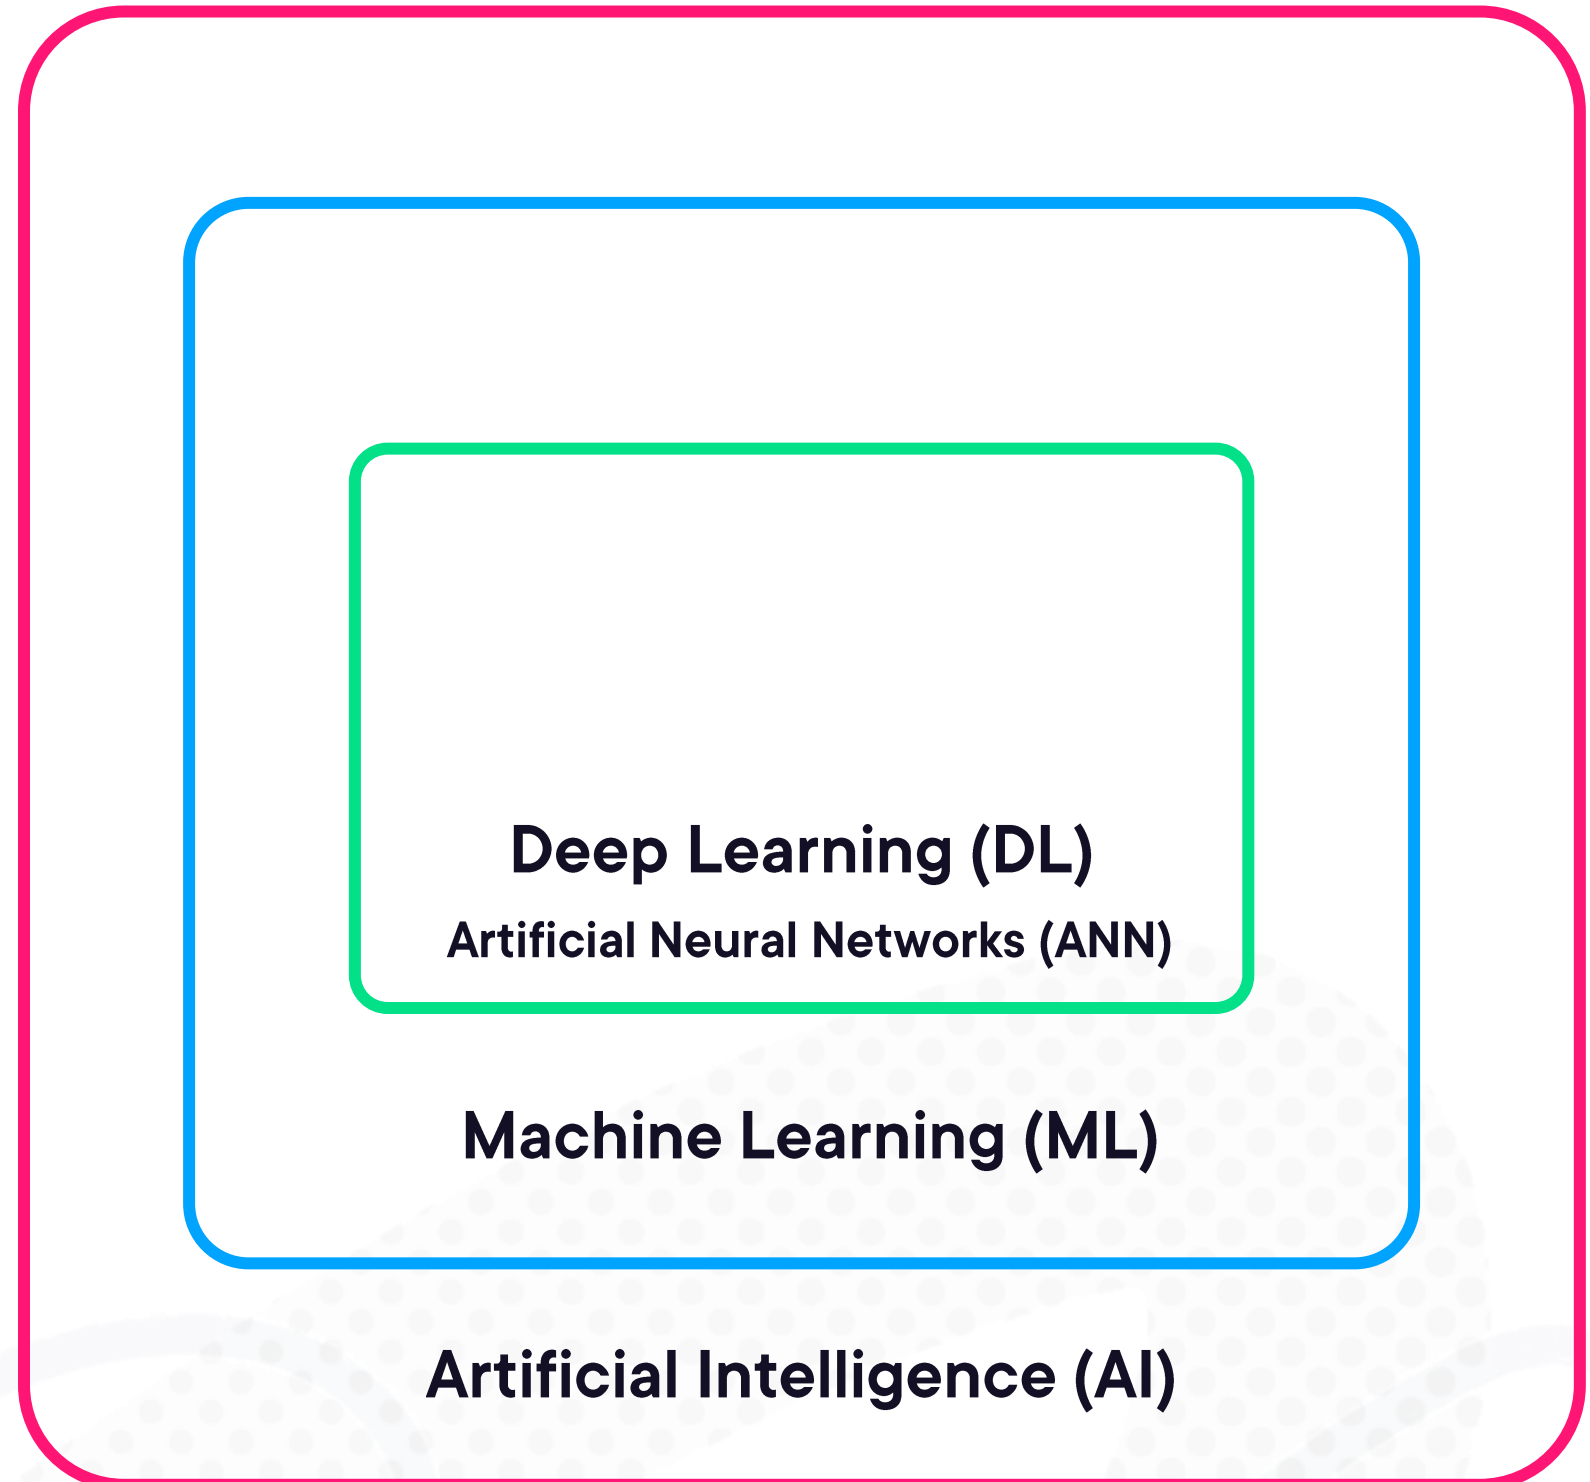 Deep Learning (DL)
Artificial Neural Networks (ANN)
Machine Learning (ML)
Artificial Intelligence (AI)